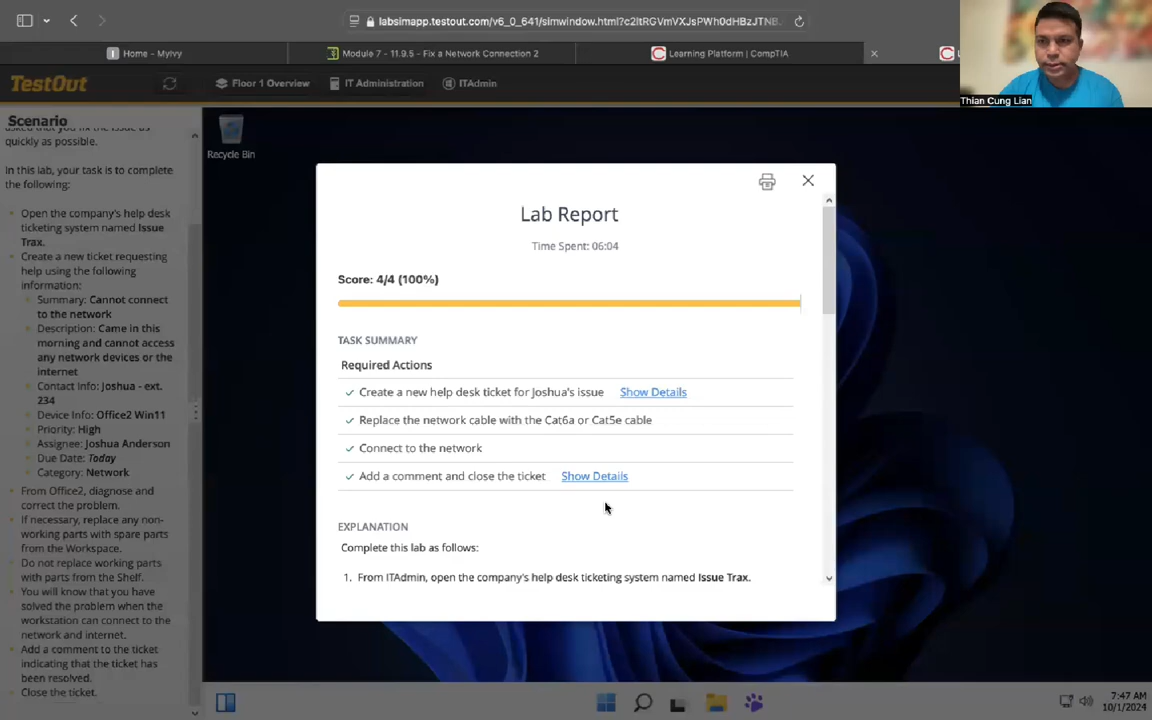 labsimapp.testout.com/v6_0_641/simwindow.html?c2ltRGVmVXJsPWh0dHBzJTNB.
Home - MyIvy
Module 7 - 11.9.5 - Fix a Network Connection 2
Learning Platform | CompTIA
Thian Cung Lian
TestOut
Floor 1 Overview
IT Administration
ITAdmin
Scenario
asked that you fix the issue as
quickly as possible.
In this lab, your task is to complete
the following:
Open the company's help desk
ticketing system named Issue
Trax.
Create a new ticket requesting
help using the following
information:
Summary: Cannot connect
to the network
Description: Came in this
morning and cannot access
any network devices or the
internet
Contact Info: Joshua - ext.
234
Device Info: Office2 Win11
Priority: High
Assignee: Joshua Anderson
Due Date: Today
Category: Network
From Office2, diagnose and
correct the problem.
If necessary, replace any non-
working parts with spare parts
from the Workspace.
Do not replace working parts
with parts from the Shelf.
You will know that you have
solved the problem when the
workstation can connect to the
network and internet.
Add a comment to the ticket
indicating that the ticket has
been resolved.
Close the ticket.
Recycle Bin
Lab Report
Time Spent: 06:04
Score: 4/4 (100%)
TASK SUMMARY
Required Actions
✓ Create a new help desk ticket for Joshua's issue Show Details
✓ Replace the network cable with the Cat6a or Cat5e cable
✓ Connect to the network
✓ Add a comment and close the ticket Show Details
EXPLANATION
Complete this lab as follows:
1. From ITAdmin, open the company's help desk ticketing system named Issue Trax.
7:47 AM
10/1/2024